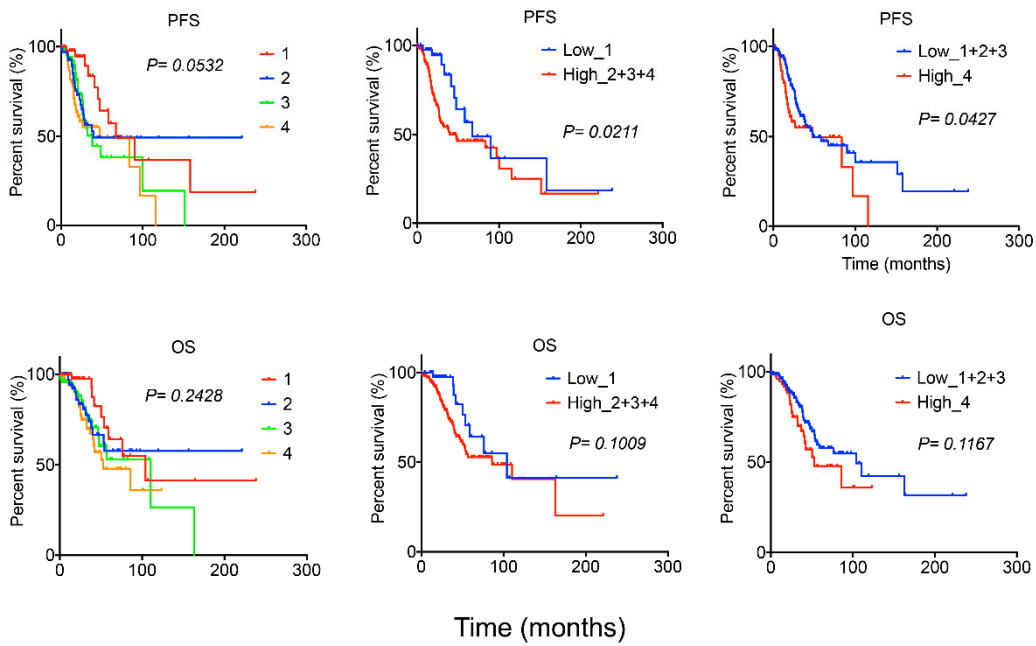 PFS
Percent survival (%)
100
50
0
0 100 200 300
P= 0.0532
1
2
3
4
PFS
Percent survival (%)
100
50
0
0 100 200 300
Low_1
High_2+3+4
P= 0.0211
PFS
Percent survival (%)
100
50
0
0 100 200 300
Time (months)
Low_1+2+3
High_4
P= 0.0427
OS
Percent survival (%)
100
50
0
0 100 200 300
P= 0.2428
1
2
3
4
OS
Percent survival (%)
100
50
0
0 100 200 300
Low_1
High_2+3+4
P= 0.1009
OS
Percent survival (%)
100
50
0
0 100 200 300
Low_1+2+3
High_4
P= 0.1167
Time (months)